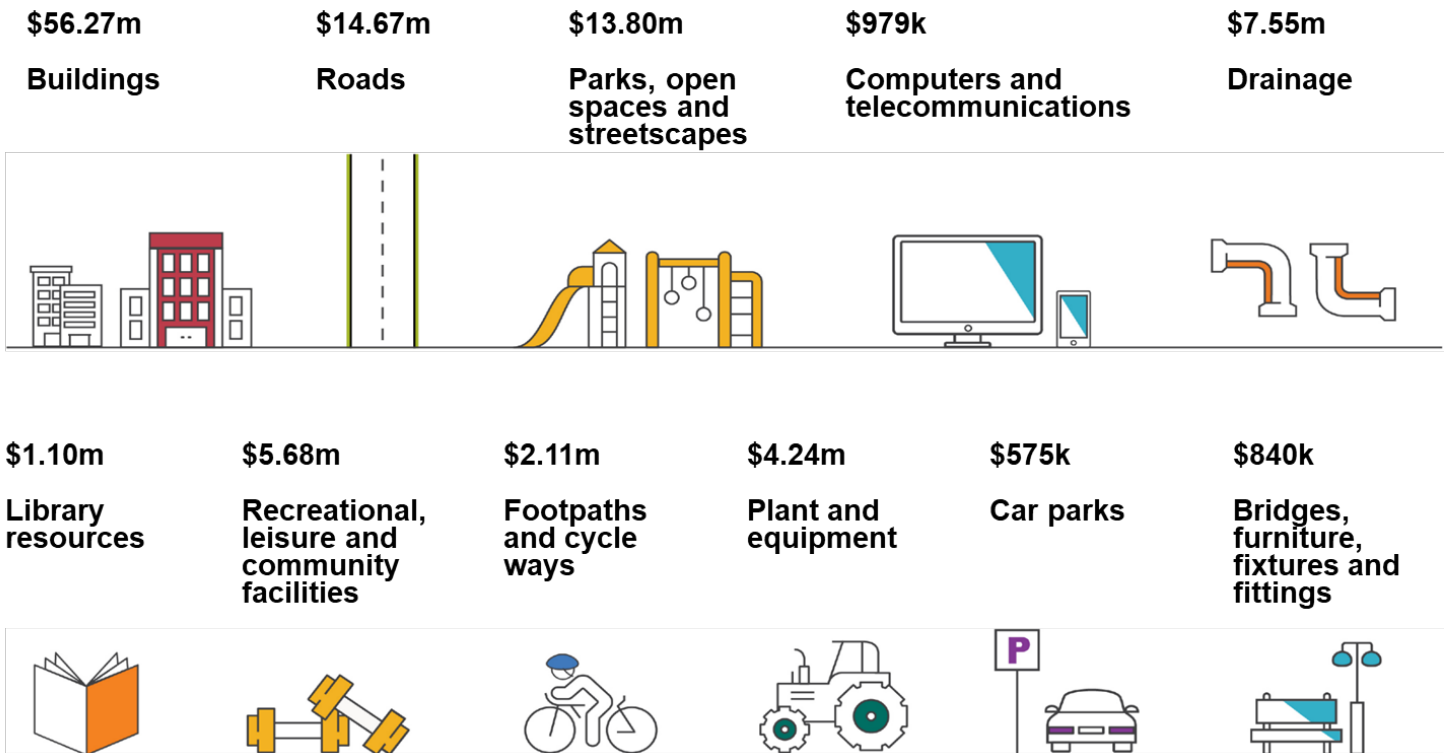 $56.27m
Buildings
$14.67m
Roads
$13.80m
Parks, open
spaces and
streetscapes
$979k
Computers and
telecommunications
$7.55m
Drainage
$1.10m
Library
resources
$5.68m
Recreational,
leisure and
community
facilities
$2.11m
Footpaths
and cycle
ways
$4.24m
Plant and
equipment
$575k
Car parks
P
$840k
Bridges,
furniture,
fixtures and
fittings